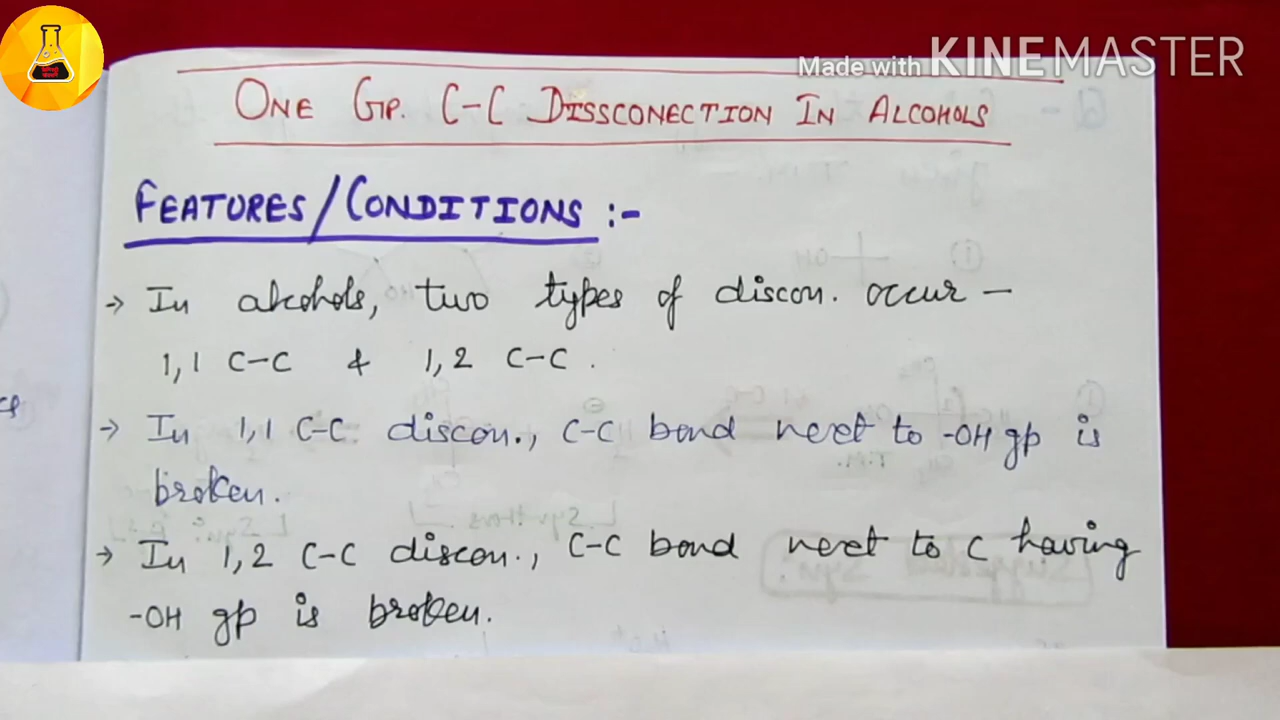 Made with KINEMASTER
ONE GP. C-C DISSCONECTION IN ALCOHOLS
FEATURES/CONDITIONS :-
→ In alcohols, two types of discon. occur -
1,1 C-C & 1,2 C-C.
→ In 1,1 C-C discon., C-C bond next to -OH gp is
broken.
→ In 1,2 C-C discon., C-C bond next to C having
-OH gp is broken.